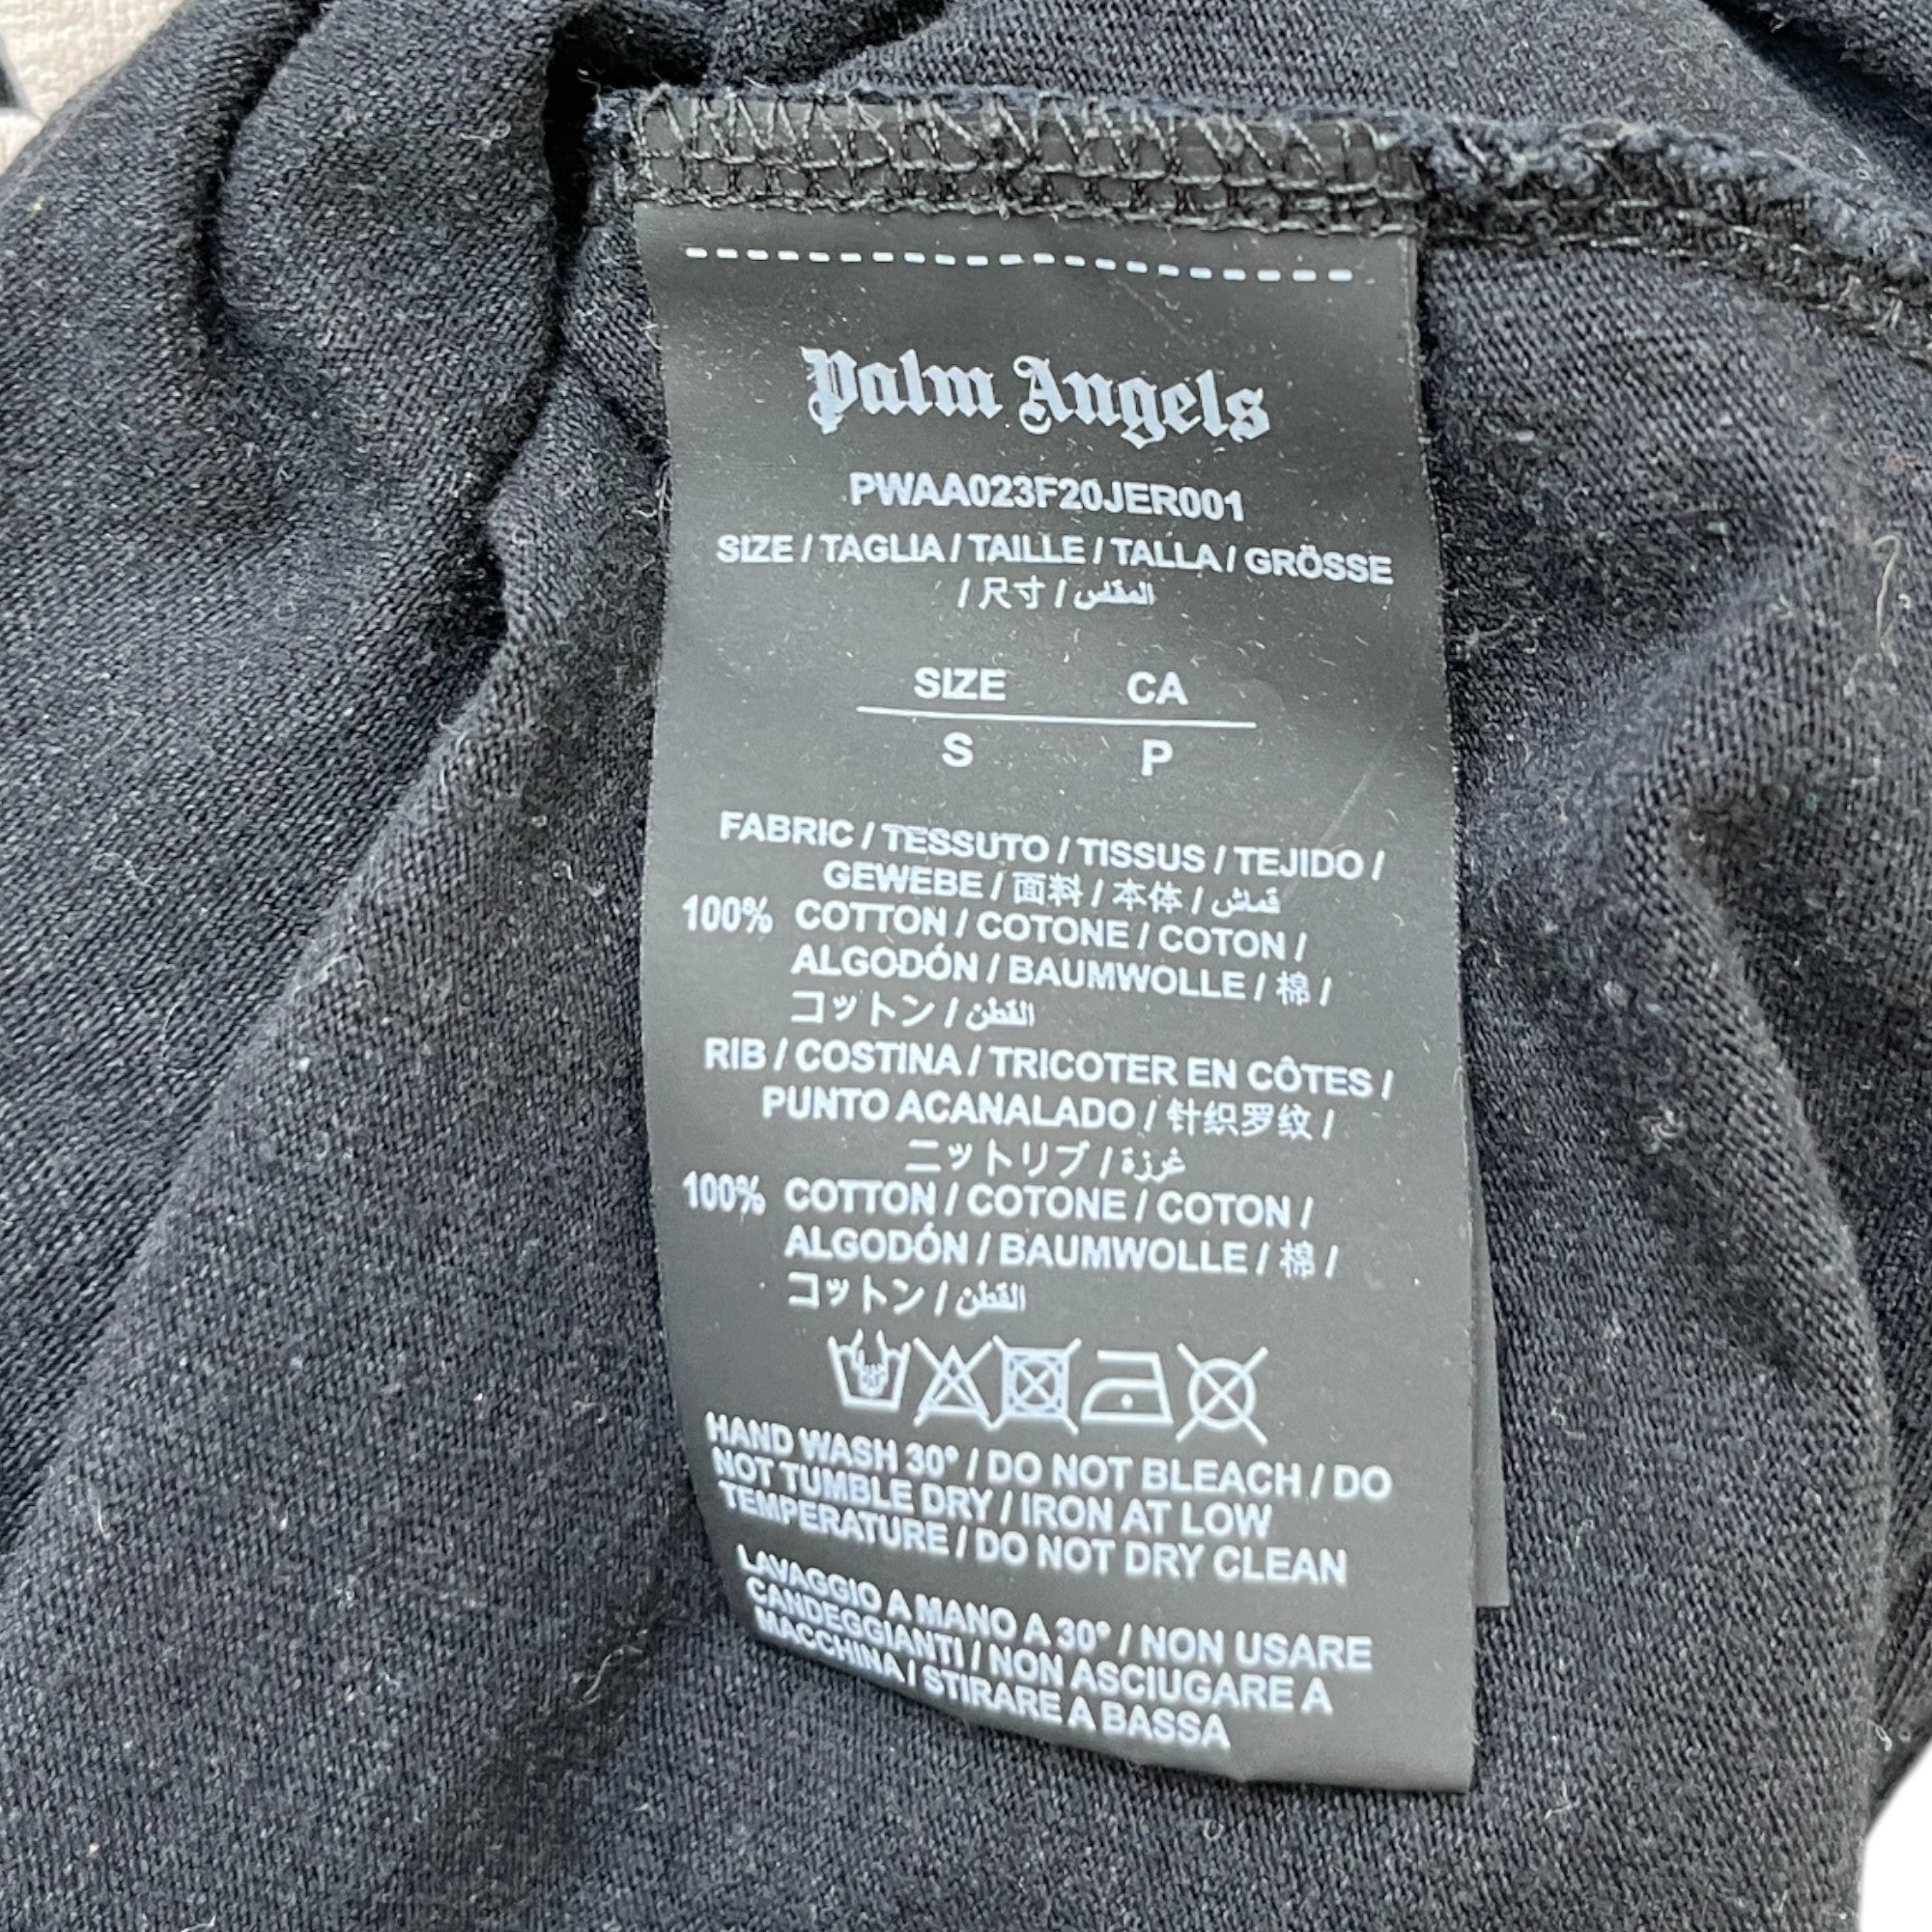 Palm Angels
PWAA023F20JER001
SIZE / TAGLIA / TAILLE / TALLA / GRÖSSE
/ 尺寸 / المقاس
SIZE CA
S P
FABRIC / TESSUTO / TISSUS / TEJIDO /
GEWEBE / 面料 / 本体 / قماش
100% COTTON / COTONE / COTON /
ALGODÓN / BAUMWOLLE / 棉 /
コットン / القطن
RIB / COSTINA / TRICOTER EN CÔTES /
PUNTO ACANALADO / 针织罗纹 /
ニットリブ / غرزة
100% COTTON / COTONE / COTON /
ALGODÓN / BAUMWOLLE / 棉 /
コットン / القطن
HAND WASH 30° / DO NOT BLEACH / DO
NOT TUMBLE DRY / IRON AT LOW
TEMPERATURE / DO NOT DRY CLEAN
LAVAGGIO A MANO A 30° / NON USARE
CANDEGGIANTI / NON ASCIUGARE A
MACCHINA / STIRARE A BASSA